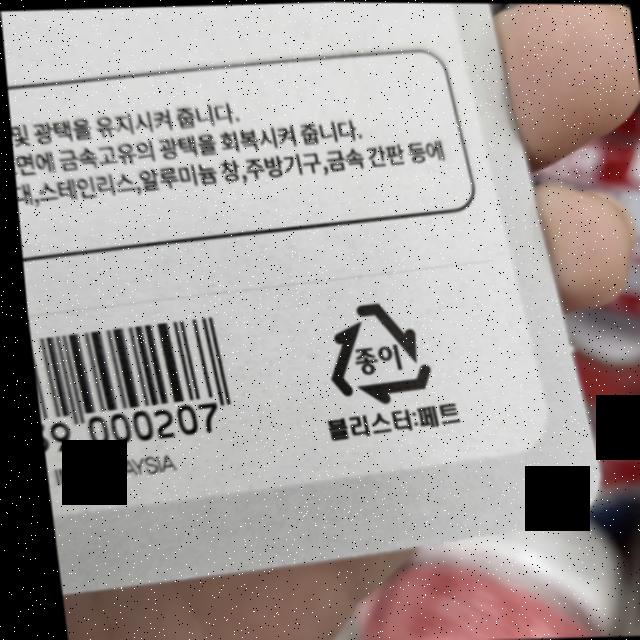 및 광택을 유지시켜 줍니다.
면에 금속고유의 광택을 회복시켜 줍니다.
스테인리스,알루미늄 창,주방기구,금속 간판 등에
종이
000207
블리스터:페트